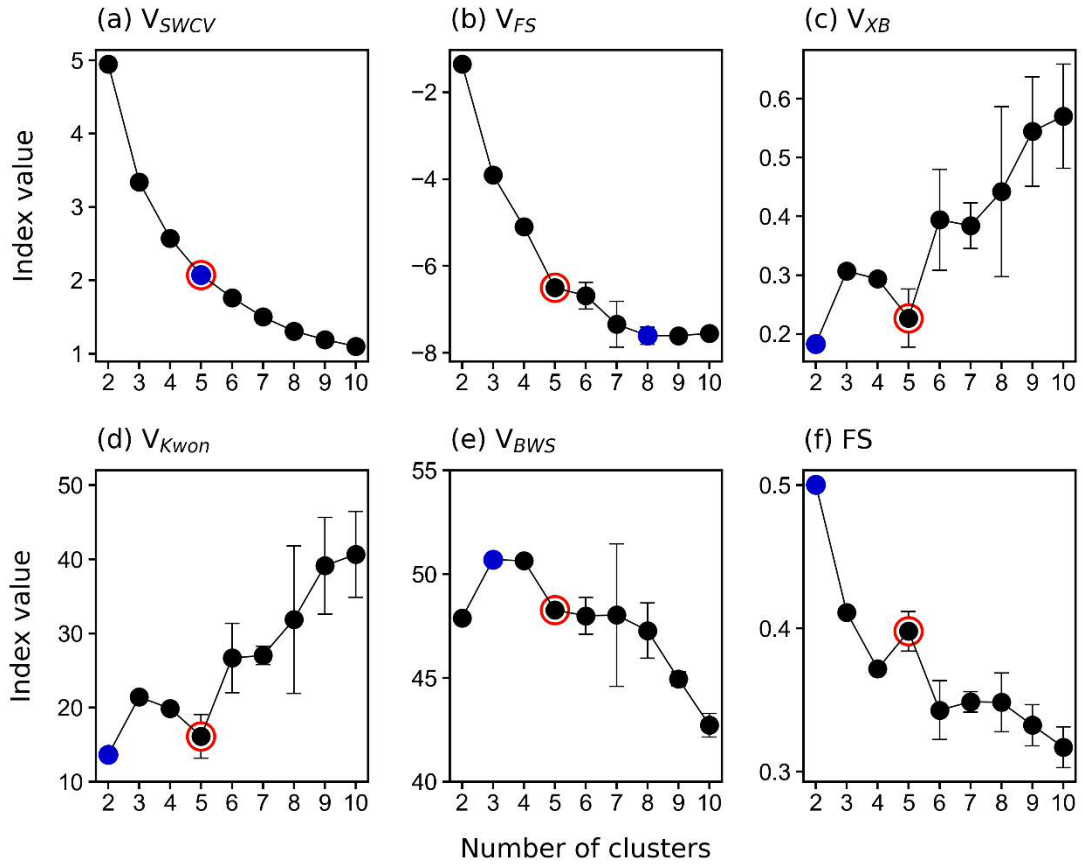 (a) V_SWCV
(b) V_FS
(c) V_XB
5
4
3
2
1
2 3 4 5 6 7 8 9 10
−2
−4
−6
−8
2 3 4 5 6 7 8 9 10
0.6
0.5
0.4
0.3
0.2
2 3 4 5 6 7 8 9 10
Index value
(d) V_Kwon
(e) V_BWS
(f) FS
50
40
30
20
10
2 3 4 5 6 7 8 9 10
55
50
45
40
2 3 4 5 6 7 8 9 10
0.5
0.4
0.3
2 3 4 5 6 7 8 9 10
Index value
Number of clusters